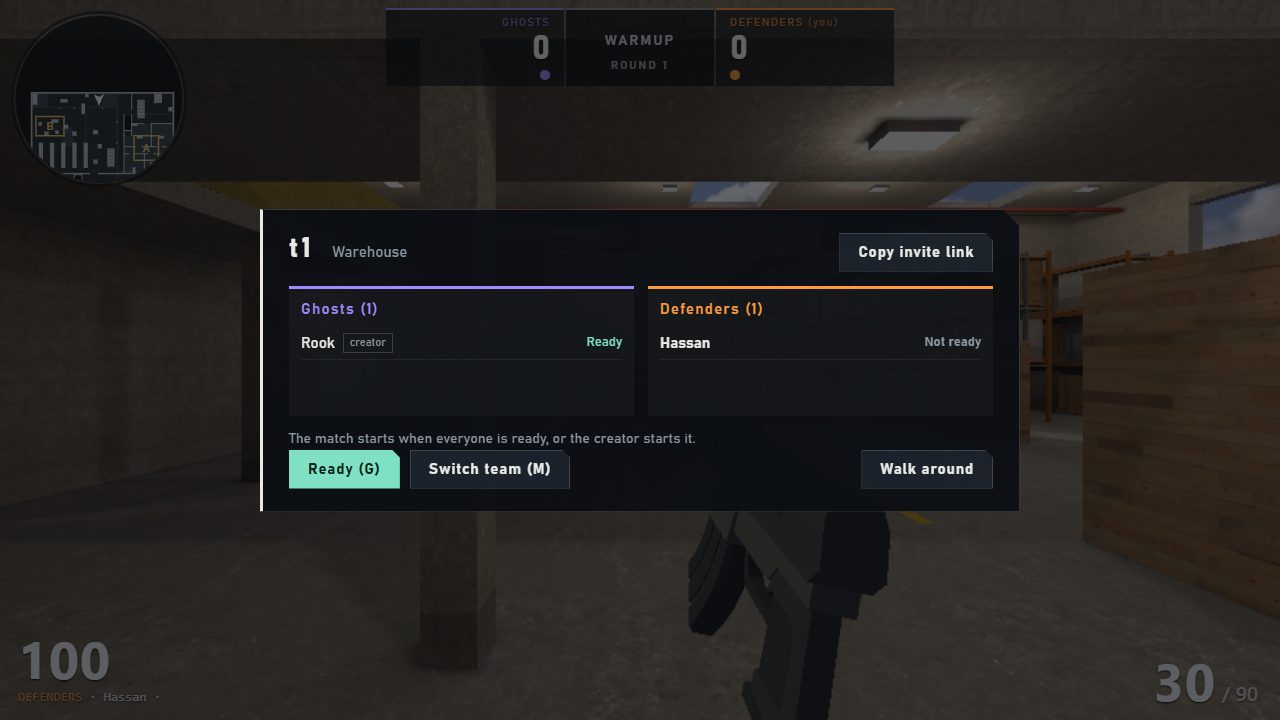 GHOSTS
0
WARMUP
ROUND 1
DEFENDERS (you)
0
B
A
t1 Warehouse
Copy invite link
Ghosts (1)
Rook creator Ready
Defenders (1)
Hassan Not ready
The match starts when everyone is ready, or the creator starts it.
Ready (G)
Switch team (M)
Walk around
100
DEFENDERS · Hassan ·
30 / 90